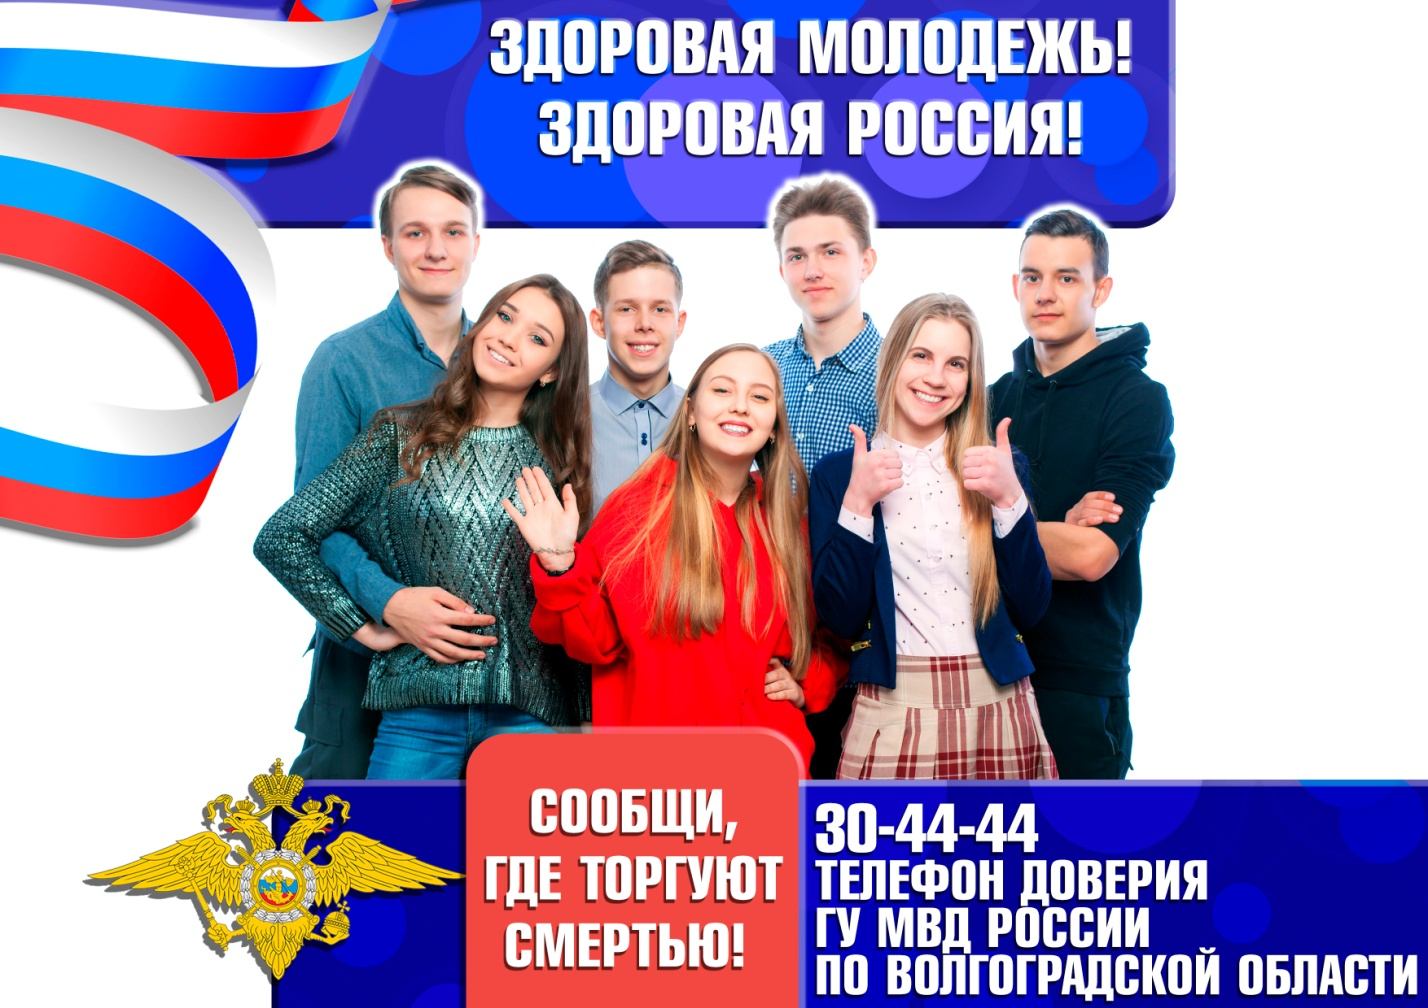 ЗДОРОВАЯ МОЛОДЕЖЬ!
ЗДОРОВАЯ РОССИЯ!
СООБЩИ,
ГДЕ ТОРГУЮТ
СМЕРТЬЮ!
30-44-44
ТЕЛЕФОН ДОВЕРИЯ
ГУ МВД РОССИИ
ПО ВОЛГОГРАДСКОЙ ОБЛАСТИ